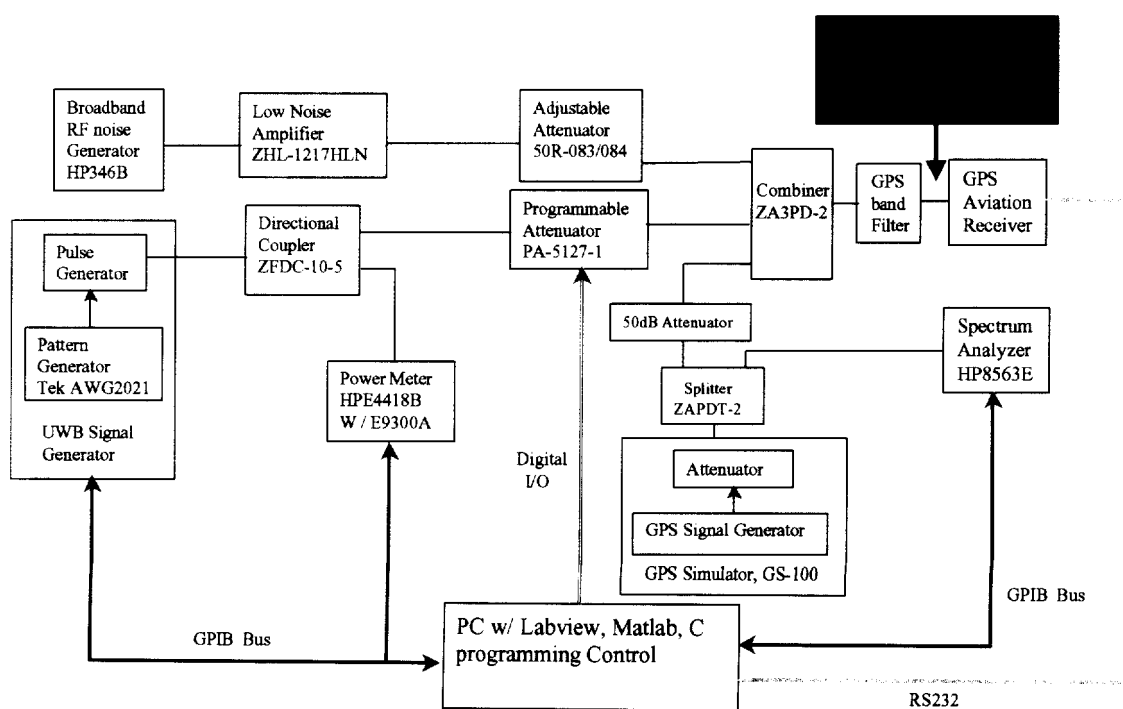 Broadband
RF noise
Generator
HP346B
Low Noise
Amplifier
ZHL-1217HLN
Adjustable
Attenuator
50R-083/084
Combiner
ZA3PD-2
GPS
band
Filter
GPS
Aviation
Receiver
Pulse
Generator
Pattern
Generator
Tek AWG2021
UWB Signal
Generator
Directional
Coupler
ZFDC-10-5
Programmable
Attenuator
PA-5127-1
50dB Attenuator
Splitter
ZAPDT-2
Spectrum
Analyzer
HP8563E
Power Meter
HPE4418B
W / E9300A
Digital
I/O
Attenuator
GPS Signal Generator
GPS Simulator, GS-100
GPIB Bus
GPIB Bus
PC w/ Labview, Matlab, C
programming Control
RS232